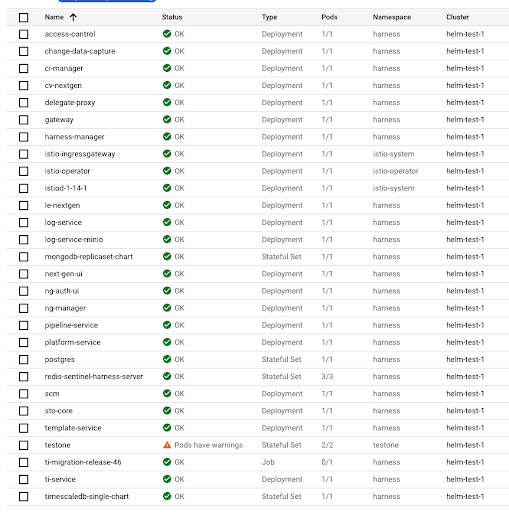 Name Status Type Pods Namespace Cluster
access-control OK Deployment 1/1 harness helm-test-1
change-data-capture OK Deployment 1/1 harness helm-test-1
ci-manager OK Deployment 1/1 harness helm-test-1
cv-nextgen OK Deployment 1/1 harness helm-test-1
delegate-proxy OK Deployment 1/1 harness helm-test-1
gateway OK Deployment 1/1 harness helm-test-1
harness-manager OK Deployment 1/1 harness helm-test-1
istio-ingressgateway OK Deployment 1/1 istio-system helm-test-1
istio-operator OK Deployment 1/1 istio-operator helm-test-1
istiod-1-14-1 OK Deployment 1/1 istio-system helm-test-1
le-nextgen OK Deployment 1/1 harness helm-test-1
log-service OK Deployment 1/1 harness helm-test-1
log-service-minio OK Deployment 1/1 harness helm-test-1
mongodb-replicaset-chart OK Stateful Set 1/1 harness helm-test-1
next-gen-ui OK Deployment 1/1 harness helm-test-1
ng-auth-ui OK Deployment 1/1 harness helm-test-1
ng-manager OK Deployment 1/1 harness helm-test-1
pipeline-service OK Deployment 1/1 harness helm-test-1
platform-service OK Deployment 1/1 harness helm-test-1
postgres OK Stateful Set 1/1 harness helm-test-1
redis-sentinel-harness-server OK Stateful Set 3/3 harness helm-test-1
scm OK Deployment 1/1 harness helm-test-1
sto-core OK Deployment 1/1 harness helm-test-1
template-service OK Deployment 1/1 harness helm-test-1
testone Pods have warnings Stateful Set 2/2 testone helm-test-1
ti-migration-release-46 OK Job 0/1 harness helm-test-1
ti-service OK Deployment 1/1 harness helm-test-1
timescaledb-single-chart OK Stateful Set 1/1 harness helm-test-1